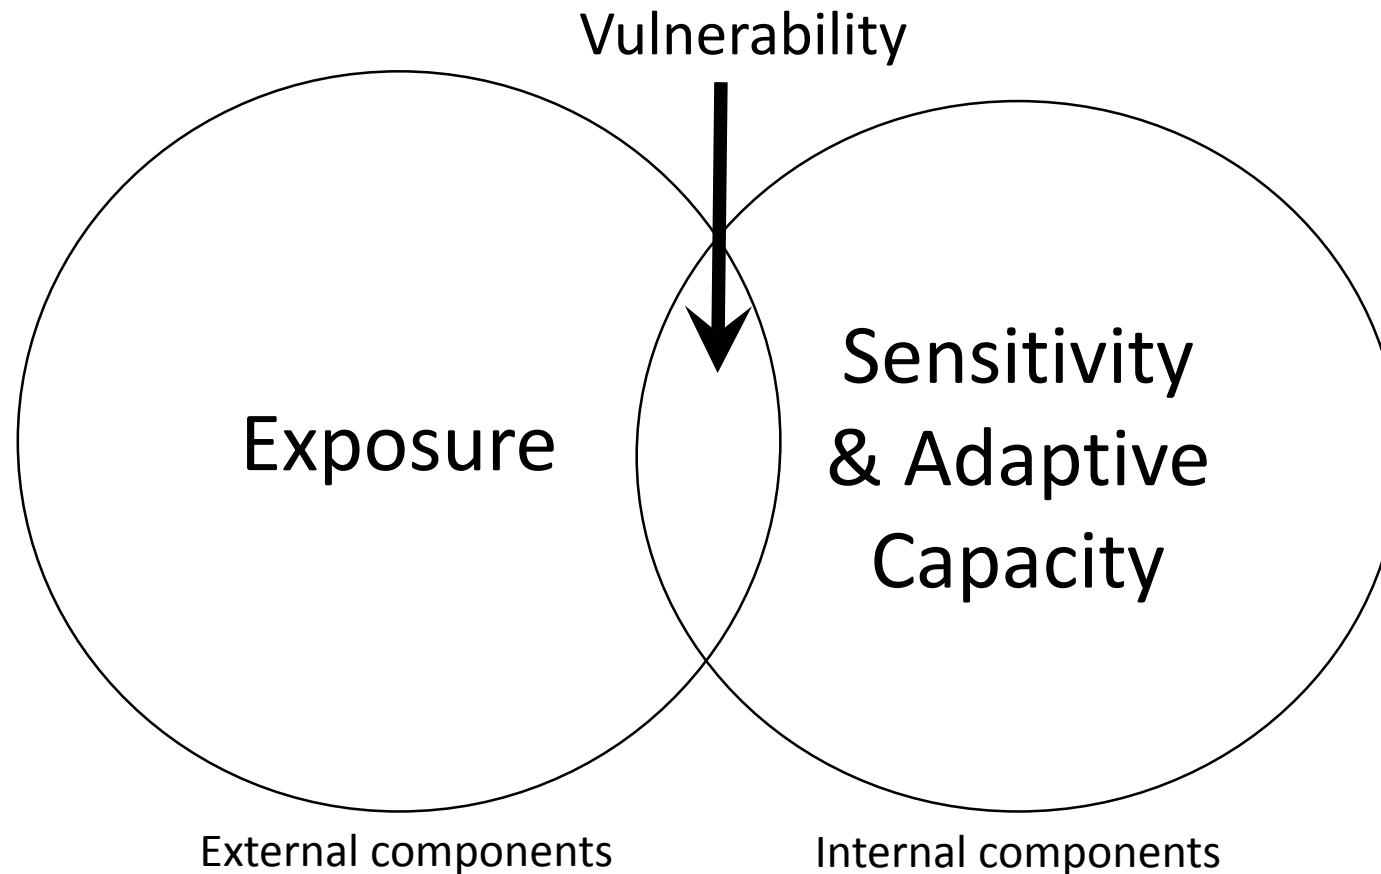 Vulnerability
Exposure
Sensitivity
& Adaptive
Capacity
External components
Internal components